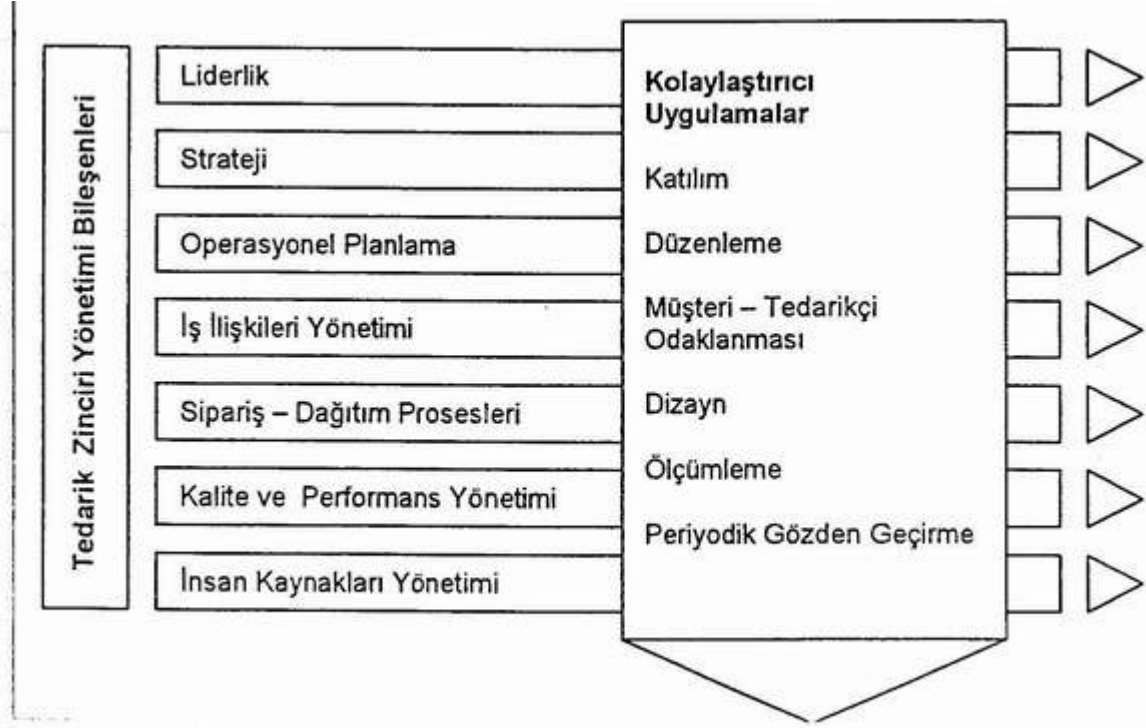 Tedarik Zinciri Yönetimi Bileşenleri
Liderlik
Strateji
Operasyonel Planlama
İş İlişkileri Yönetimi
Sipariş – Dağıtım Prosesleri
Kalite ve Performans Yönetimi
İnsan Kaynakları Yönetimi
Kolaylaştırıcı
Uygulamalar
Katılım
Düzenleme
Müşteri – Tedarikçi
Odaklanması
Dizayn
Ölçümleme
Periyodik Gözden Geçirme